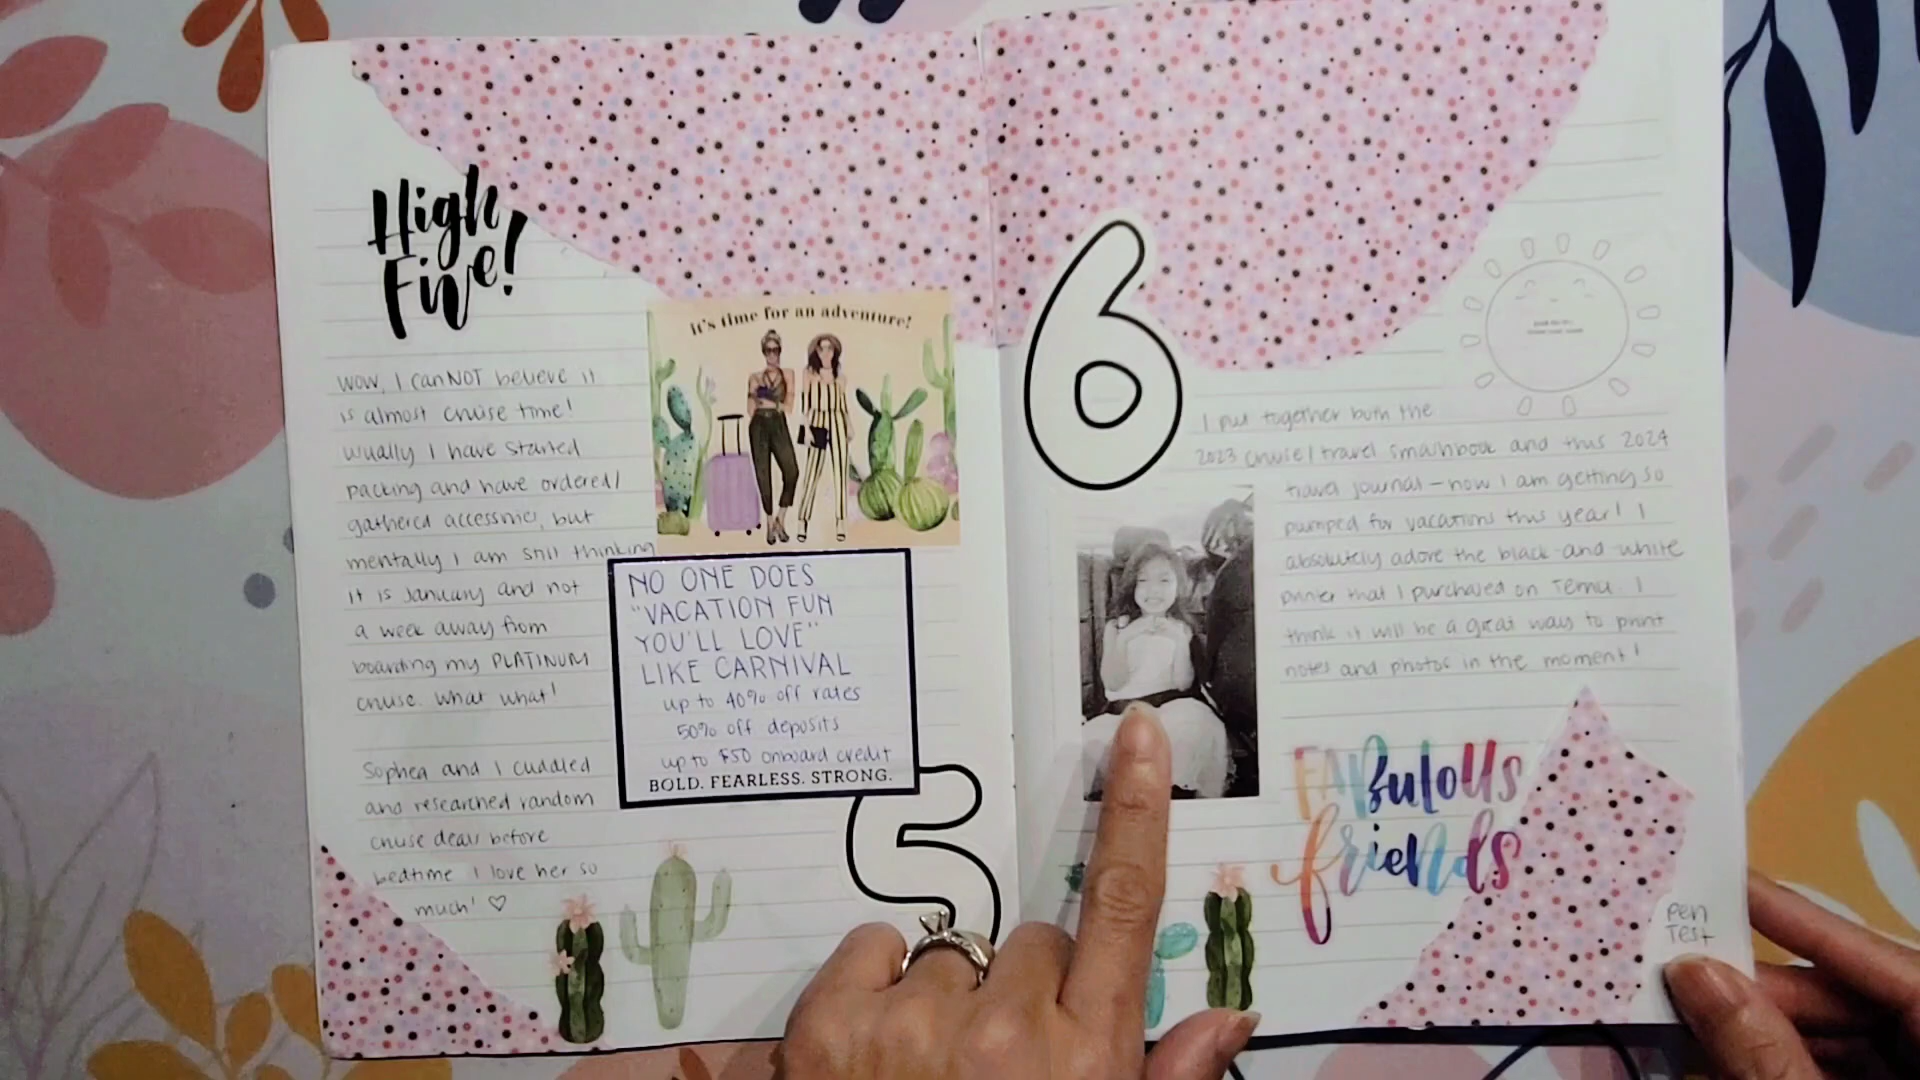 High
Five!
WOW, I canNOT believe it
is almost cruise time!
wually I have started
packing and have ordered/
gathered accessories, but
mentally I am still thinking
it is January and not
a week away from
boarding my PLATINUM
cruise. What what!
Sophea and I cuddled
and researched random
cruise deals before
bedtime I love her so
much! ♡
it's time for an adventure!
NO ONE DOES
"VACATION FUN
YOU'LL LOVE"
LIKE CARNIVAL
up to 40% off rates
50% off deposits
up to $50 onboard credit
BOLD. FEARLESS. STRONG.
5
6
I put together both the
2023 cruise/travel smashbook and this 2024
travel journal — now I am getting so
pumped for vacations this year! I
absolutely adore the black-and-white
printer that I purchased on Temu. I
think it will be a great way to print
notes and photos in the moment!
FABulous
friends
Pen
Test